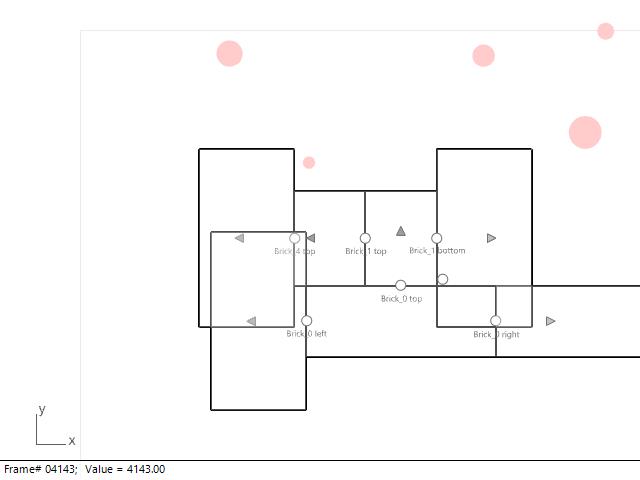 Brick_4 top
Brick_1 top
Brick_1 bottom
Brick_0 top
Brick_0 left
Brick_0 right
y
x
Frame# 04143; Value = 4143.00